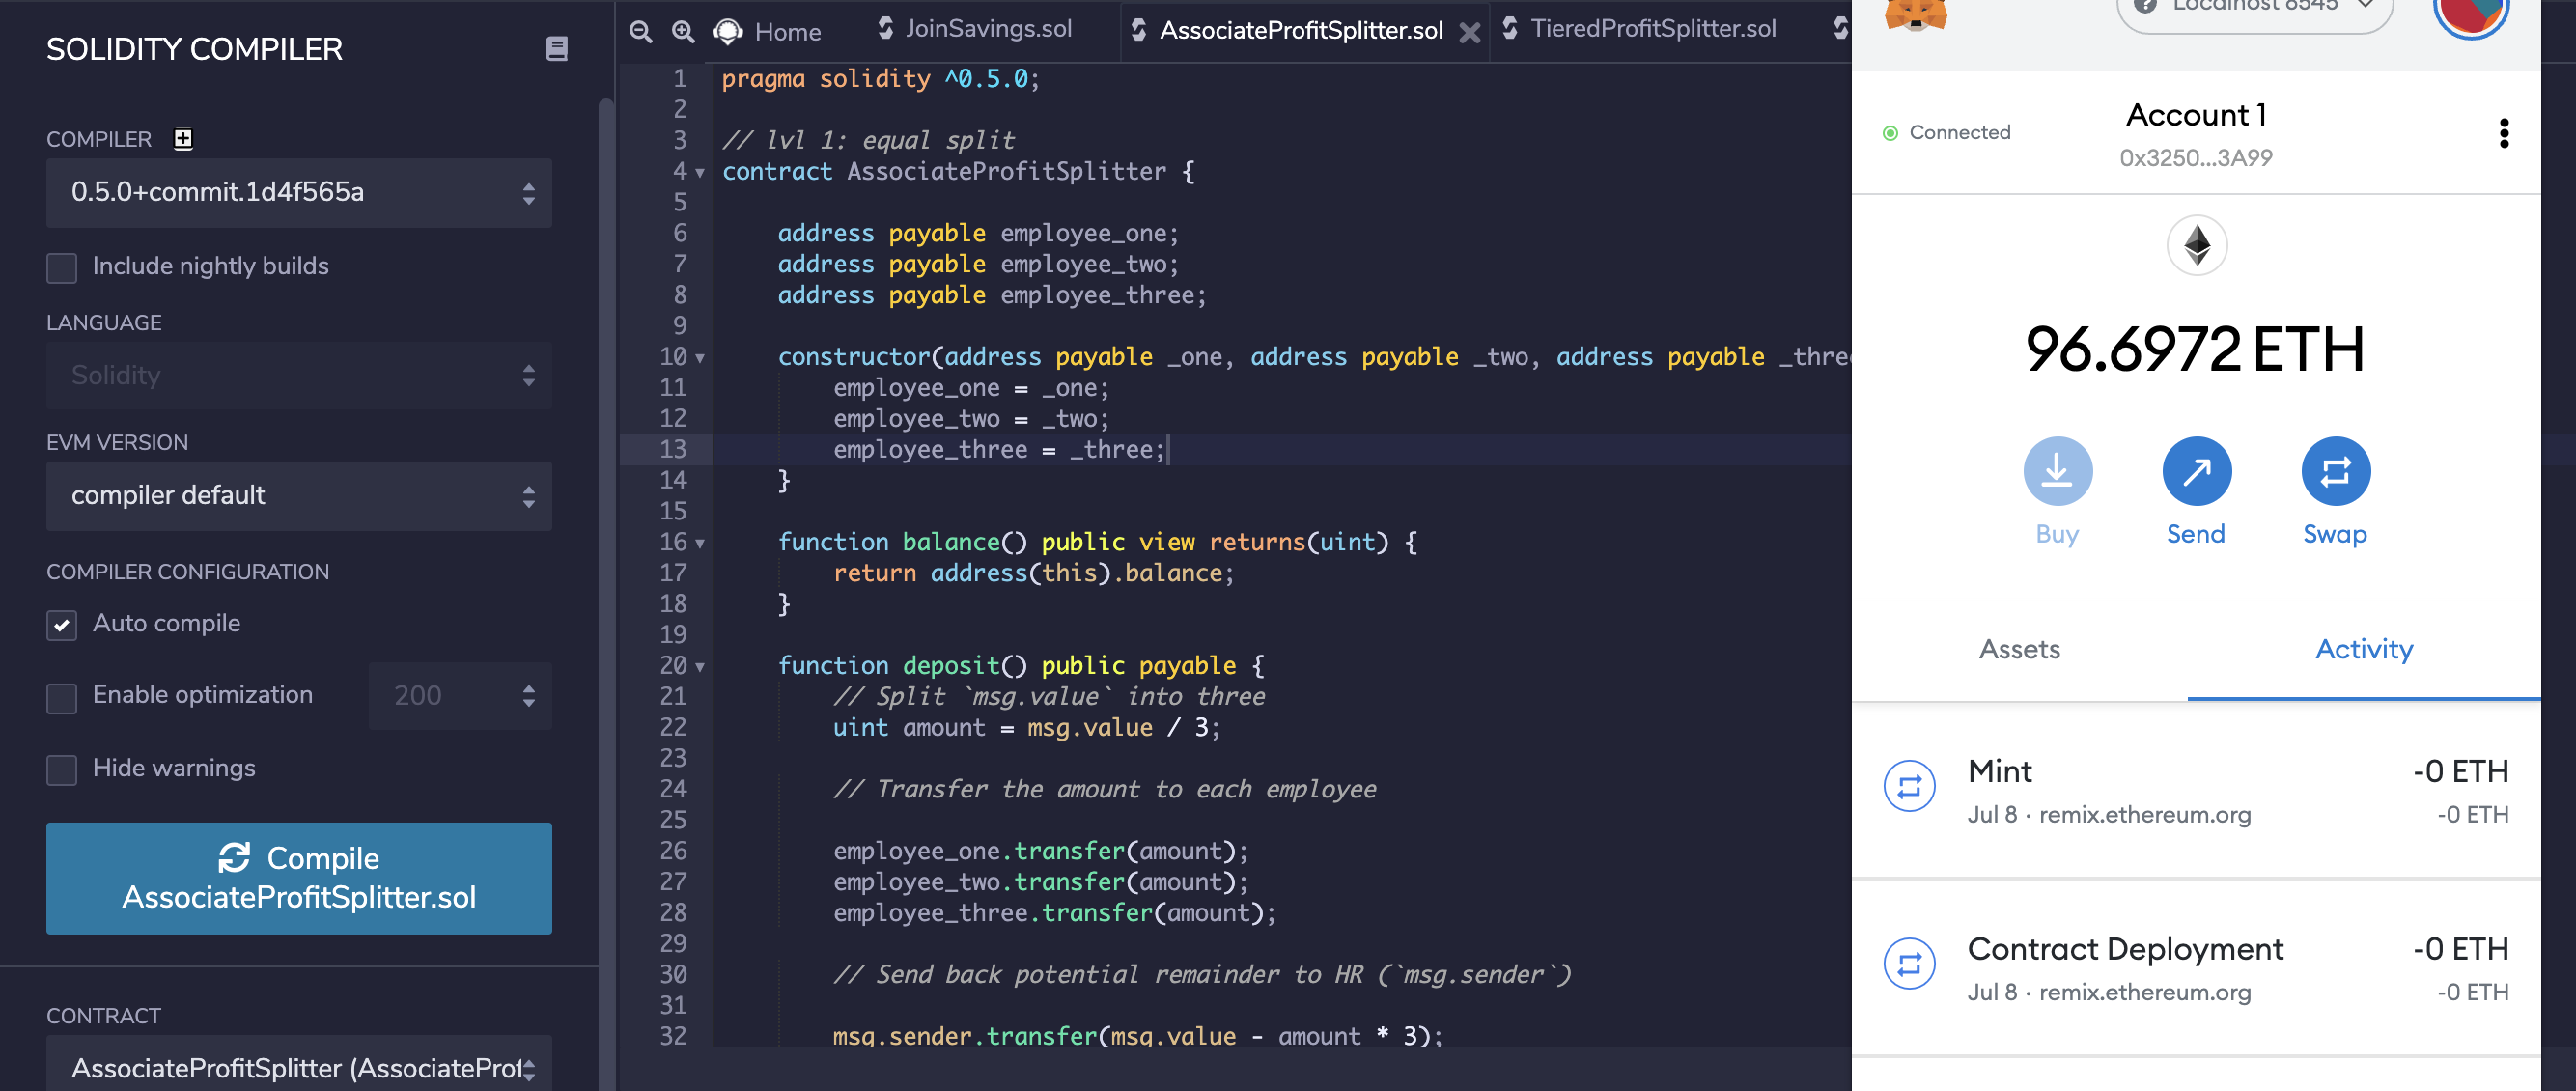 SOLIDITY COMPILER
COMPILER
0.5.0+commit.1d4f565a
Include nightly builds
LANGUAGE
Solidity
EVM VERSION
compiler default
COMPILER CONFIGURATION
Auto compile
Enable optimization
200
Hide warnings
Compile
AssociateProfitSplitter.sol
CONTRACT
AssociateProfitSplitter (AssociateProf
Home
JoinSavings.sol
AssociateProfitSplitter.sol
TieredProfitSplitter.sol
1 pragma solidity ^0.5.0;
2
3 // lvl 1: equal split
4 contract AssociateProfitSplitter {
5
6 address payable employee_one;
7 address payable employee_two;
8 address payable employee_three;
9
10 constructor(address payable _one, address payable _two, address payable _three
11 employee_one = _one;
12 employee_two = _two;
13 employee_three = _three;
14 }
15
16 function balance() public view returns(uint) {
17 return address(this).balance;
18 }
19
20 function deposit() public payable {
21 // Split `msg.value` into three
22 uint amount = msg.value / 3;
23
24 // Transfer the amount to each employee
25
26 employee_one.transfer(amount);
27 employee_two.transfer(amount);
28 employee_three.transfer(amount);
29
30 // Send back potential remainder to HR (`msg.sender`)
31
32 msg.sender.transfer(msg.value - amount * 3);
Localhost 8545
Connected
Account 1
0x3250...3A99
96.6972 ETH
Buy
Send
Swap
Assets
Activity
Mint
-0 ETH
Jul 8 · remix.ethereum.org
-0 ETH
Contract Deployment
-0 ETH
Jul 8 · remix.ethereum.org
-0 ETH